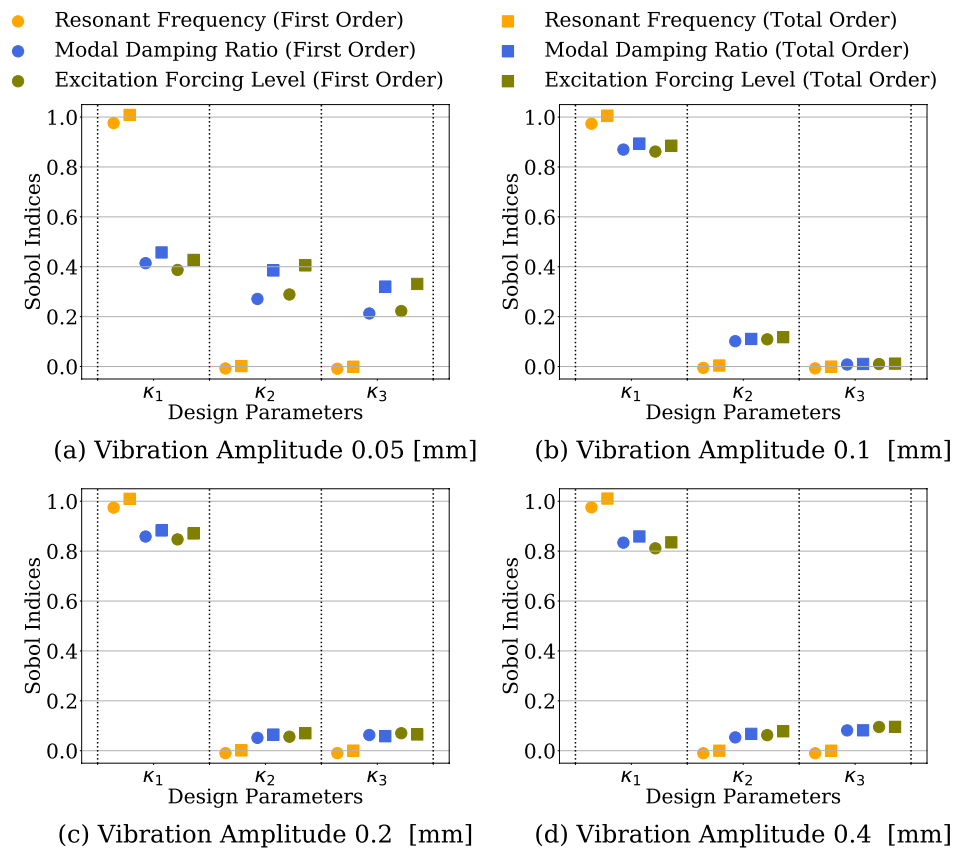 Resonant Frequency (First Order)
Modal Damping Ratio (First Order)
Excitation Forcing Level (First Order)
Resonant Frequency (Total Order)
Modal Damping Ratio (Total Order)
Excitation Forcing Level (Total Order)
Sobol Indices
1.0
0.8
0.6
0.4
0.2
0.0
κ1 κ2 κ3
Design Parameters
(a) Vibration Amplitude 0.05 [mm]
Sobol Indices
1.0
0.8
0.6
0.4
0.2
0.0
κ1 κ2 κ3
Design Parameters
(b) Vibration Amplitude 0.1 [mm]
Sobol Indices
1.0
0.8
0.6
0.4
0.2
0.0
κ1 κ2 κ3
Design Parameters
(c) Vibration Amplitude 0.2 [mm]
Sobol Indices
1.0
0.8
0.6
0.4
0.2
0.0
κ1 κ2 κ3
Design Parameters
(d) Vibration Amplitude 0.4 [mm]